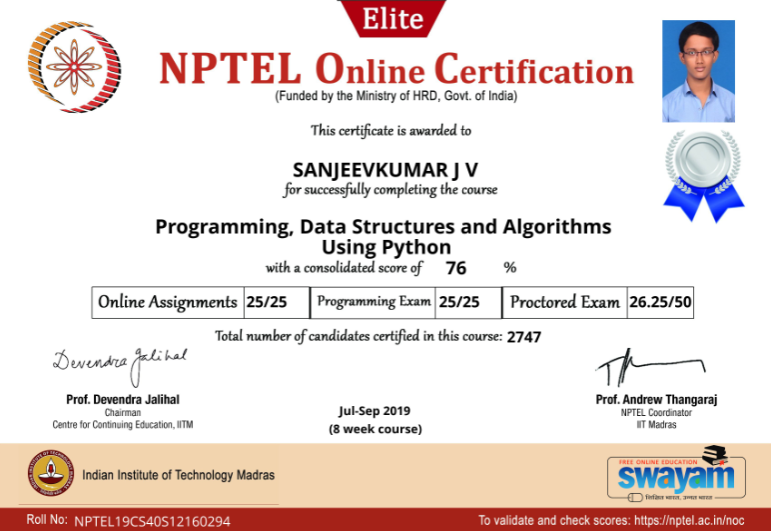 Elite
NPTEL Online Certification
(Funded by the Ministry of HRD, Govt. of India)
This certificate is awarded to
SANJEEVKUMAR J V
for successfully completing the course
Programming, Data Structures and Algorithms
Using Python
with a consolidated score of 76 %
Online Assignments 25/25 Programming Exam 25/25 Proctored Exam 26.25/50
Total number of candidates certified in this course: 2747
Devendra Jalihal
Prof. Devendra Jalihal
Chairman
Centre for Continuing Education, IITM
Jul-Sep 2019
(8 week course)
Prof. Andrew Thangaraj
NPTEL Coordinator
IIT Madras
Indian Institute of Technology Madras
FREE ONLINE EDUCATION
swayam
शिक्षित भारत, उन्नत भारत
Roll No: NPTEL19CS40S12160294
To validate and check scores: https://nptel.ac.in/noc